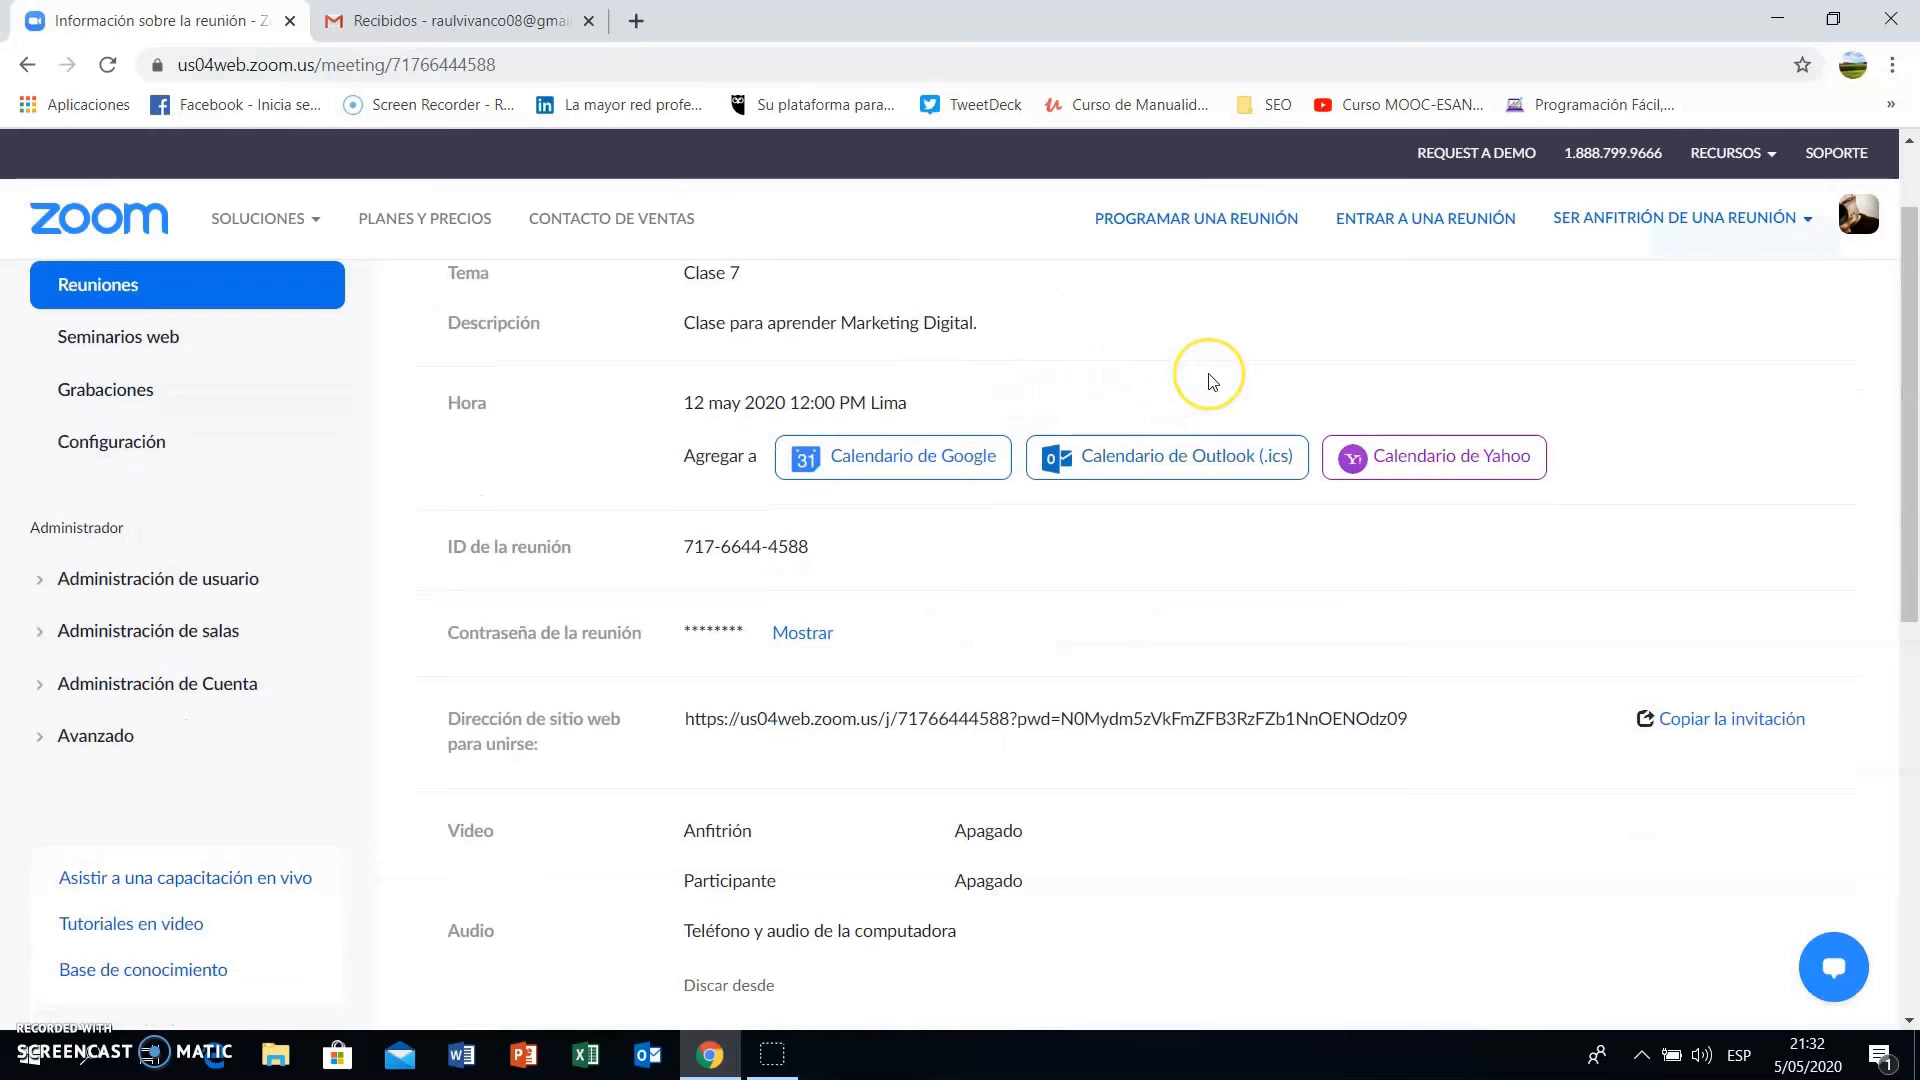 Información sobre la reunión - Z
Recibidos - raulvivanco08@gmai
us04web.zoom.us/meeting/71766444588
Aplicaciones
Facebook - Inicia se...
Screen Recorder - R...
La mayor red profe...
Su plataforma para...
TweetDeck
Curso de Manualid...
SEO
Curso MOOC-ESAN...
Programación Fácil,...
»
REQUEST A DEMO
1.888.799.9666
RECURSOS
SOPORTE
zoom
SOLUCIONES
PLANES Y PRECIOS
CONTACTO DE VENTAS
PROGRAMAR UNA REUNIÓN
ENTRAR A UNA REUNIÓN
SER ANFITRIÓN DE UNA REUNIÓN
Reuniones
Seminarios web
Grabaciones
Configuración
Administrador
Administración de usuario
Administración de salas
Administración de Cuenta
Avanzado
Asistir a una capacitación en vivo
Tutoriales en video
Base de conocimiento
Tema Clase 7
Descripción Clase para aprender Marketing Digital.
Hora 12 may 2020 12:00 PM Lima
Agregar a 31 Calendario de Google Calendario de Outlook (.ics) Calendario de Yahoo
ID de la reunión 717-6644-4588
Contraseña de la reunión ******** Mostrar
Dirección de sitio web https://us04web.zoom.us/j/71766444588?pwd=N0Mydm5zVkFmZFB3RzFZb1NnOENOdz09 Copiar la invitación
para unirse:
Video Anfitrión Apagado
Participante Apagado
Audio Teléfono y audio de la computadora
Discar desde
RECORDED WITH
SCREENCAST MATIC
ESP
21:32
5/05/2020
1